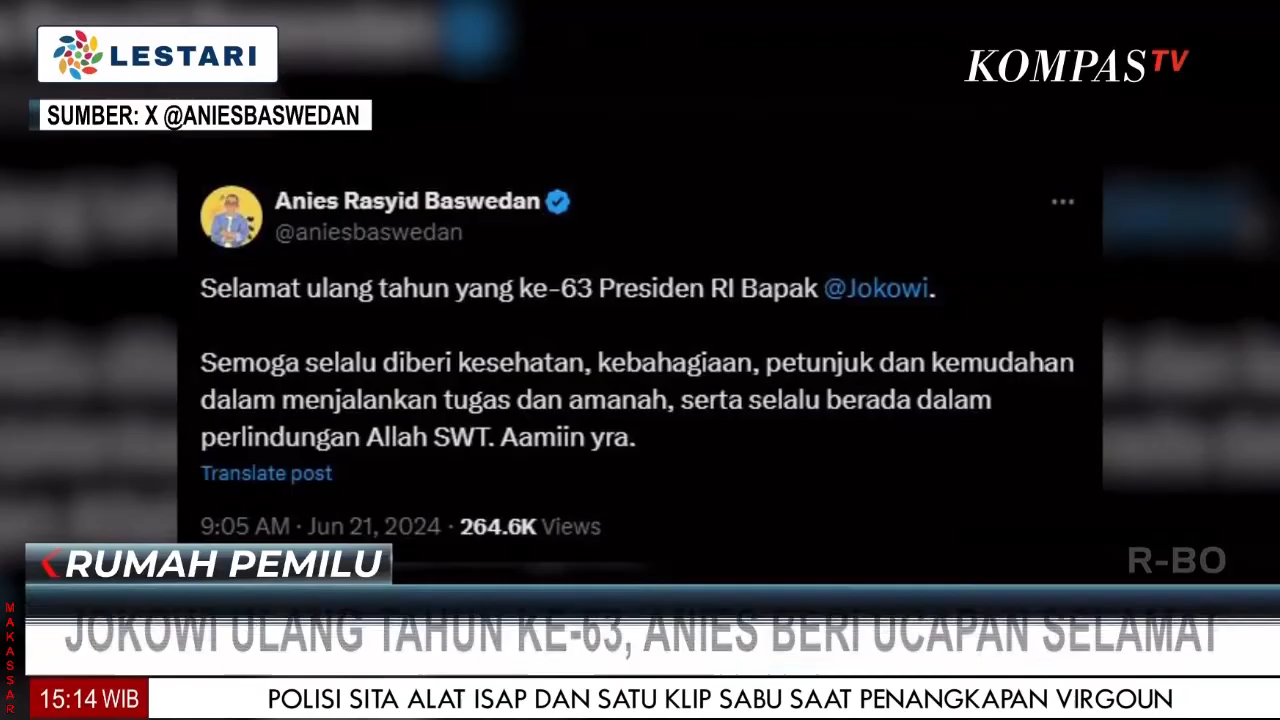 LESTARI
KOMPAS TV
SUMBER: X @ANIESBASWEDAN
Anies Rasyid Baswedan
@aniesbaswedan
Selamat ulang tahun yang ke-63 Presiden RI Bapak @Jokowi.
Semoga selalu diberi kesehatan, kebahagiaan, petunjuk dan kemudahan
dalam menjalankan tugas dan amanah, serta selalu berada dalam
perlindungan Allah SWT. Aamiin yra.
Translate post
9:05 AM · Jun 21, 2024 · 264.6K Views
RUMAH PEMILU
R-BO
JOKOWI ULANG TAHUN KE-63, ANIES BERI UCAPAN SELAMAT
MAKASSAR
15:14 WIB
POLISI SITA ALAT ISAP DAN SATU KLIP SABU SAAT PENANGKAPAN VIRGOUN